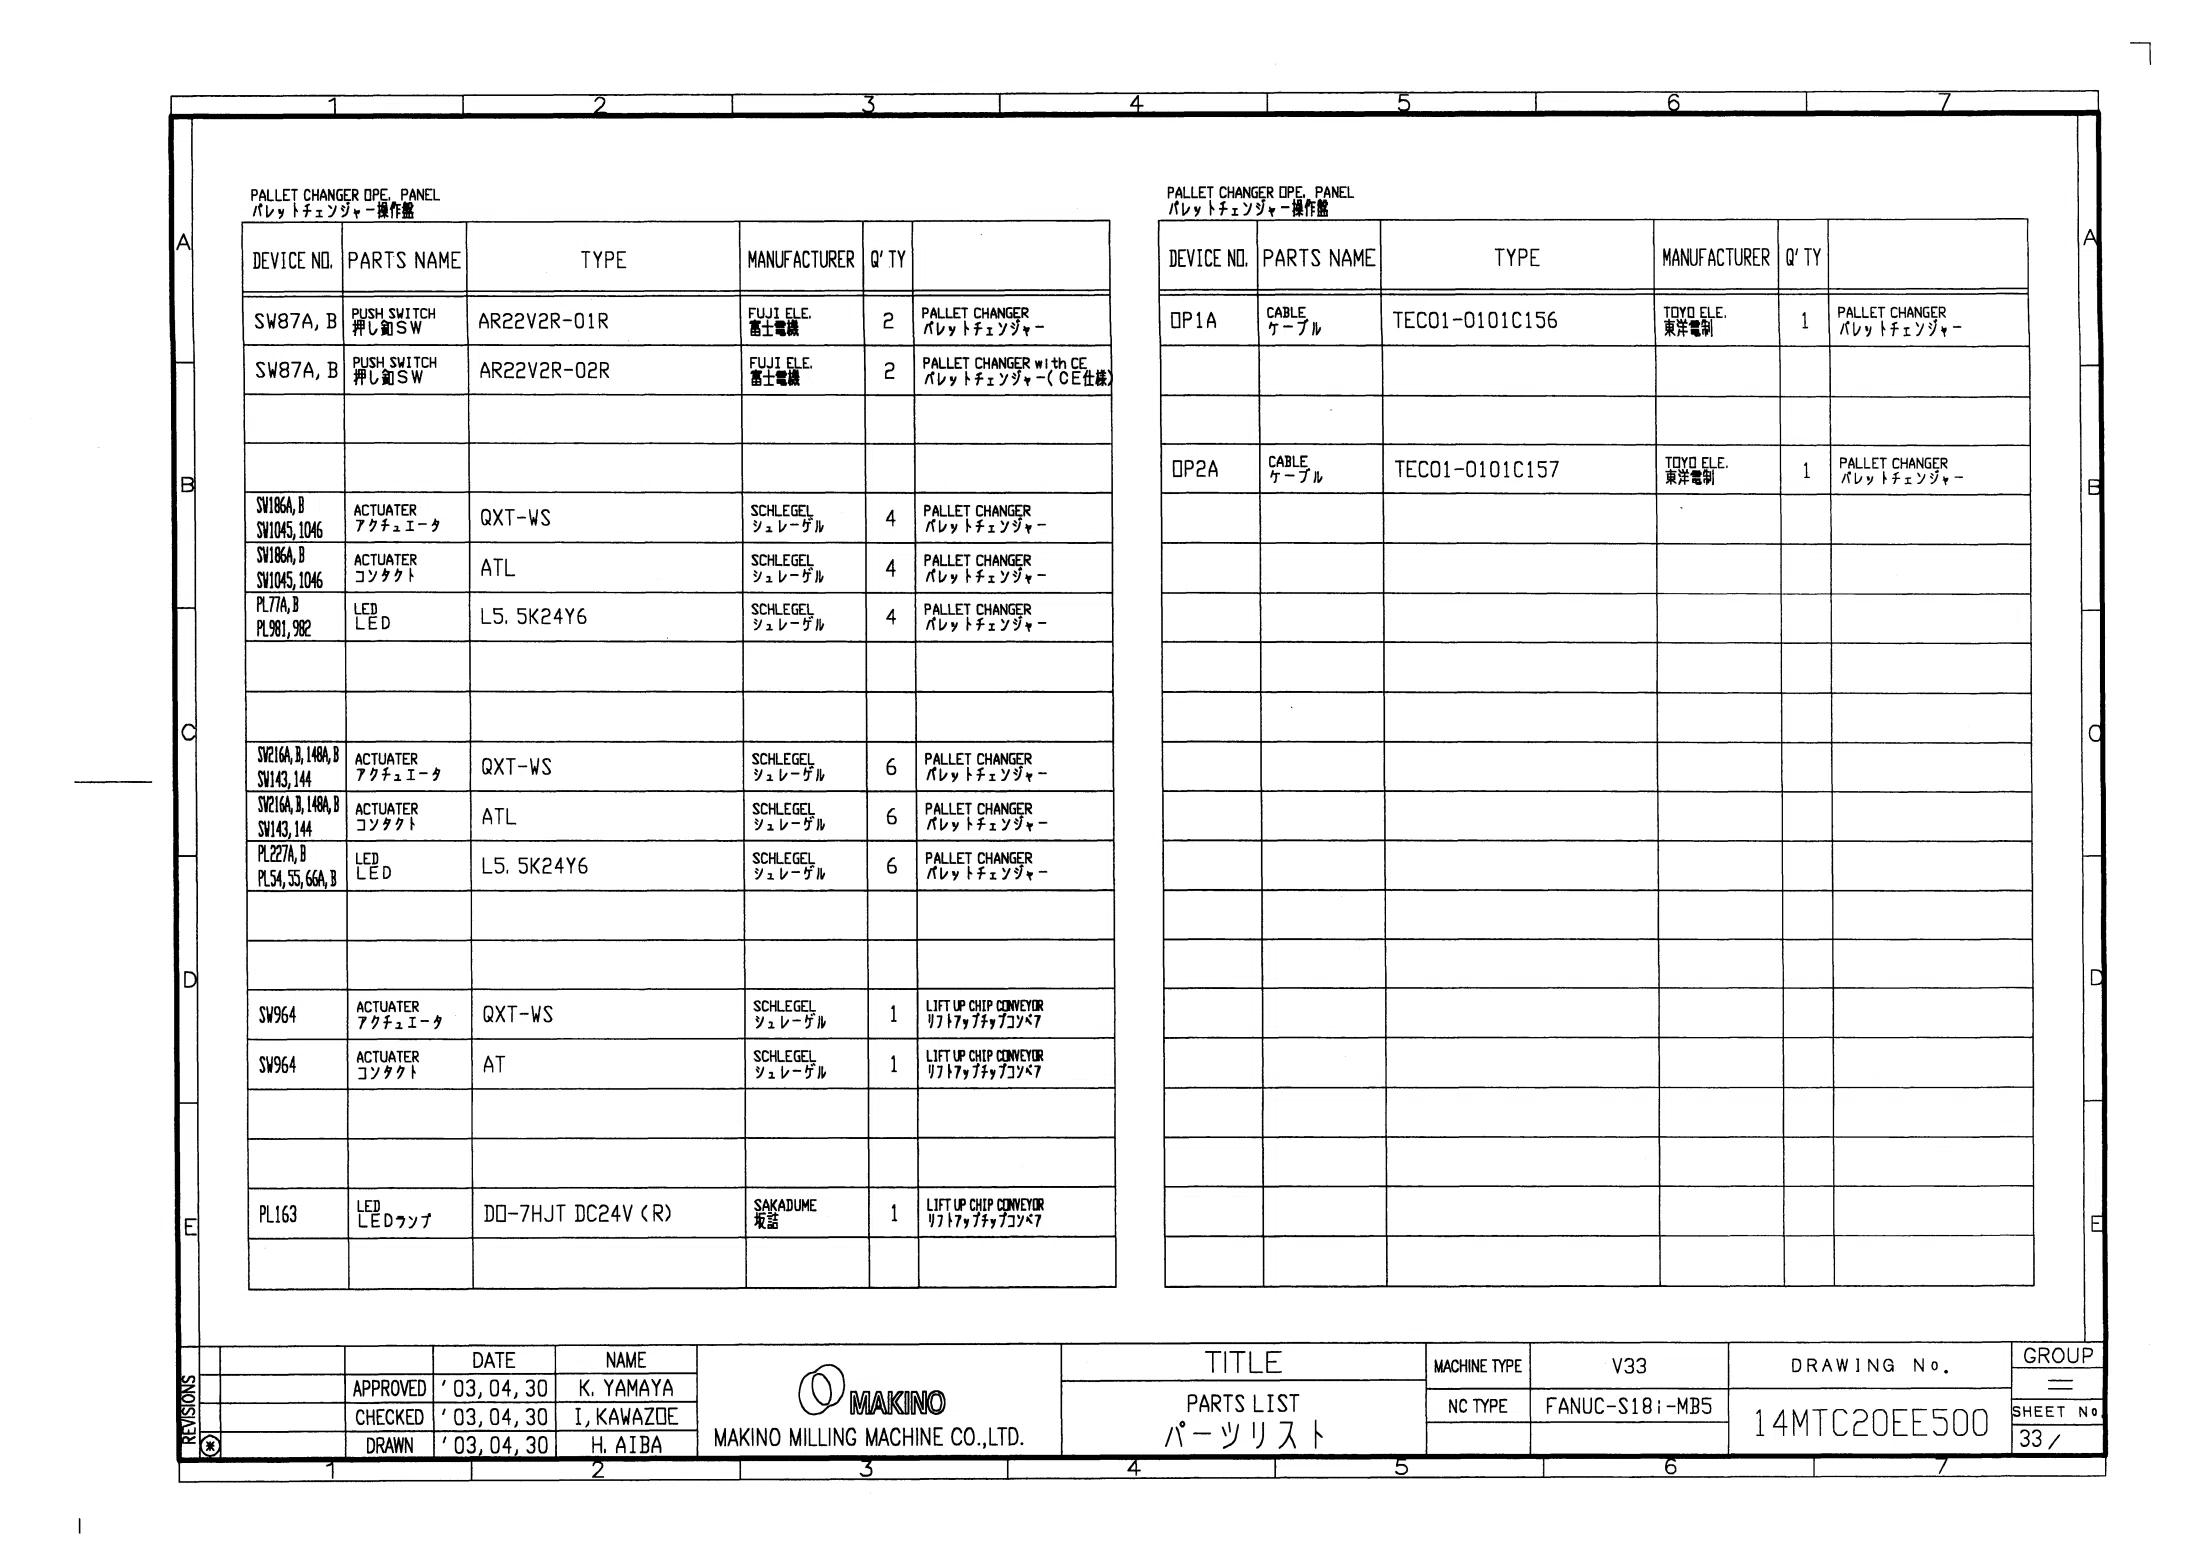 1 2 3 4 5 6 7
A
B
C
D
E
PALLET CHANGER OPE. PANEL
パレットチェンジャー操作盤
DEVICE NO. PARTS NAME TYPE MANUFACTURER Q'TY
SW87A, B PUSH SWITCH AR22V2R-01R FUJI ELE. 2 PALLET CHANGER
押し釦SW 富士電機 パレットチェンジャー
SW87A, B PUSH SWITCH AR22V2R-02R FUJI ELE. 2 PALLET CHANGER with CE
押し釦SW 富士電機 パレットチェンジャー(CE仕様)
SW186A, B ACTUATER QXT-WS SCHLEGEL 4 PALLET CHANGER
SW1045, 1046 アクチュエータ シュレーゲル パレットチェンジャー
SW186A, B ACTUATER ATL SCHLEGEL 4 PALLET CHANGER
SW1045, 1046 コンタクト シュレーゲル パレットチェンジャー
PL77A, B LED L5. 5K24Y6 SCHLEGEL 4 PALLET CHANGER
PL981, 982 LED シュレーゲル パレットチェンジャー
SW216A, B, 148A, B ACTUATER QXT-WS SCHLEGEL 6 PALLET CHANGER
SW143, 144 アクチュエータ シュレーゲル パレットチェンジャー
SW216A, B, 148A, B ACTUATER ATL SCHLEGEL 6 PALLET CHANGER
SW143, 144 コンタクト シュレーゲル パレットチェンジャー
PL227A, B LED L5. 5K24Y6 SCHLEGEL 6 PALLET CHANGER
PL54, 55, 66A, B LED シュレーゲル パレットチェンジャー
SW964 ACTUATER QXT-WS SCHLEGEL 1 LIFT UP CHIP CONVEYOR
アクチュエータ シュレーゲル リフトアップチップコンベア
SW964 ACTUATER AT SCHLEGEL 1 LIFT UP CHIP CONVEYOR
コンタクト シュレーゲル リフトアップチップコンベア
PL163 LED DO-7HJT DC24V (R) SAKADUME 1 LIFT UP CHIP CONVEYOR
LEDランプ 坂詰 リフトアップチップコンベア
PALLET CHANGER OPE. PANEL
パレットチェンジャー操作盤
DEVICE NO. PARTS NAME TYPE MANUFACTURER Q'TY
OP1A CABLE TEC01-0101C156 TOYO ELE. 1 PALLET CHANGER
ケーブル 東洋電制 パレットチェンジャー
OP2A CABLE TEC01-0101C157 TOYO ELE. 1 PALLET CHANGER
ケーブル 東洋電制 パレットチェンジャー
A
B
C
D
E
REVISIONS
*
DATE NAME
APPROVED '03, 04, 30 K. YAMAYA
CHECKED '03, 04, 30 I, KAWAZOE
DRAWN '03, 04, 30 H. AIBA
MAKINO
MAKINO MILLING MACHINE CO.,LTD.
TITLE
PARTS LIST
パーツリスト
MACHINE TYPE V33
NC TYPE FANUC-S18i-MB5
DRAWING No.
14MTC20EE500
GROUP
=
SHEET No.
33 /
1 2 3 4 5 6 7